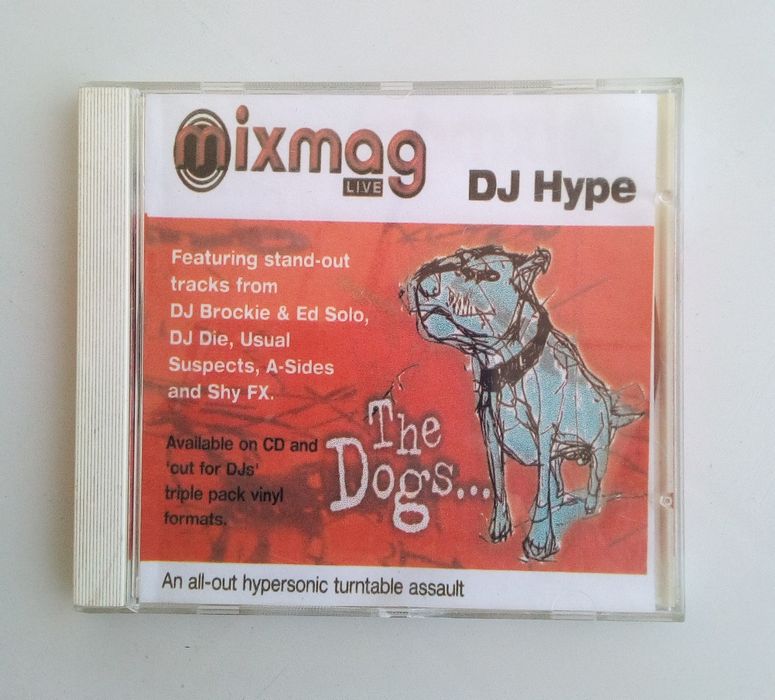 mixmag
LIVE
DJ Hype
Featuring stand-out
tracks from
DJ Brockie & Ed Solo,
DJ Die, Usual
Suspects, A-Sides
and Shy FX.
Available on CD and
'cut for DJs'
triple pack vinyl
formats.
The
Dogs...
An all-out hypersonic turntable assault